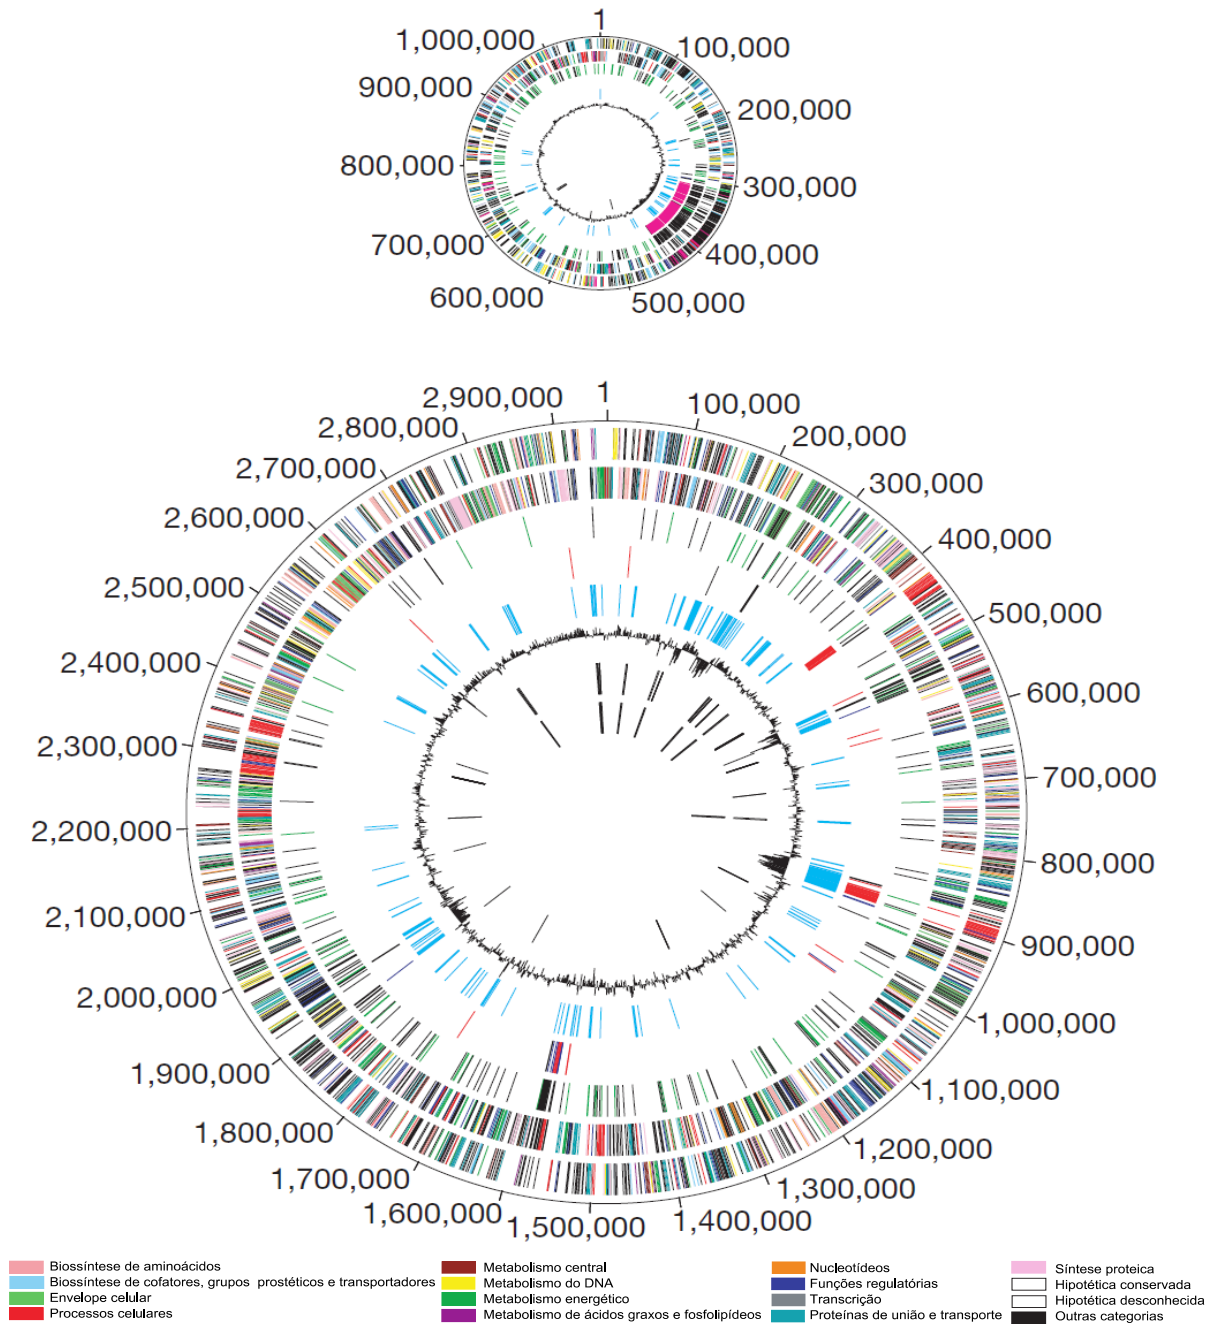 1
100,000
200,000
300,000
400,000
500,000
600,000
700,000
800,000
900,000
1,000,000
1
100,000
200,000
300,000
400,000
500,000
600,000
700,000
800,000
900,000
1,000,000
1,100,000
1,200,000
1,300,000
1,400,000
1,500,000
1,600,000
1,700,000
1,800,000
1,900,000
2,000,000
2,100,000
2,200,000
2,300,000
2,400,000
2,500,000
2,600,000
2,700,000
2,800,000
2,900,000
Biossíntese de aminoácidos
Biossíntese de cofatores, grupos prostéticos e transportadores
Envelope celular
Processos celulares
Metabolismo central
Metabolismo do DNA
Metabolismo energético
Metabolismo de ácidos graxos e fosfolipídeos
Nucleotídeos
Funções regulatórias
Transcrição
Proteínas de união e transporte
Síntese proteica
Hipotética conservada
Hipotética desconhecida
Outras categorias